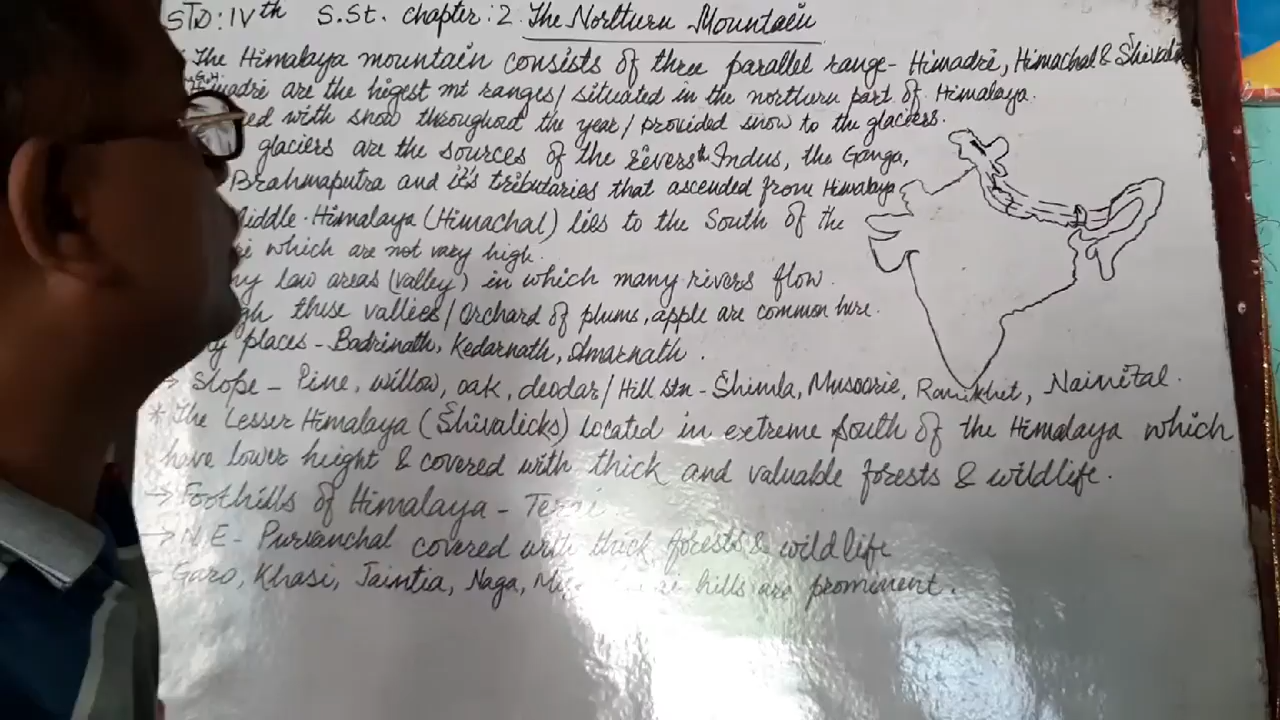 STD: IVth S.St. Chapter: 2. The Northern Mountain
The Himalaya mountain consists of three parallel range- Himadri, Himachal &
are the higest mt ranges/ situated in the northern part of Himalaya.
ed with snow throughout the year/ provided snow to the glaciers.
glaciers are the sources of the rivers Indus, the Ganga,
Brahmaputra and it's tributaries that ascended from Himalaya
iddle-Himalaya (Himachal) lies to the South of the
which are not very high.
ny low areas (valley) in which many rivers flow.
gh these vallies/ Orchard of plums, apple are common here.
places - Badrinath, Kedarnath, Amarnath.
→ Slope - Pine, willow, oak, deodar/ Hill stn - Shimla, Musoorie, Ranikhet, Nainetal.
* The Lesser Himalaya (Shivalicks) Located in extreme south of the Himalaya which
have lower height & covered with thick and valuable forests & wildlife.
→ Foothills of Himalaya - Terai
→ N.E- Purvanchal covered with thick forests & wildlife
Garo, Khasi, Jaintia, Naga, hills are prominent.